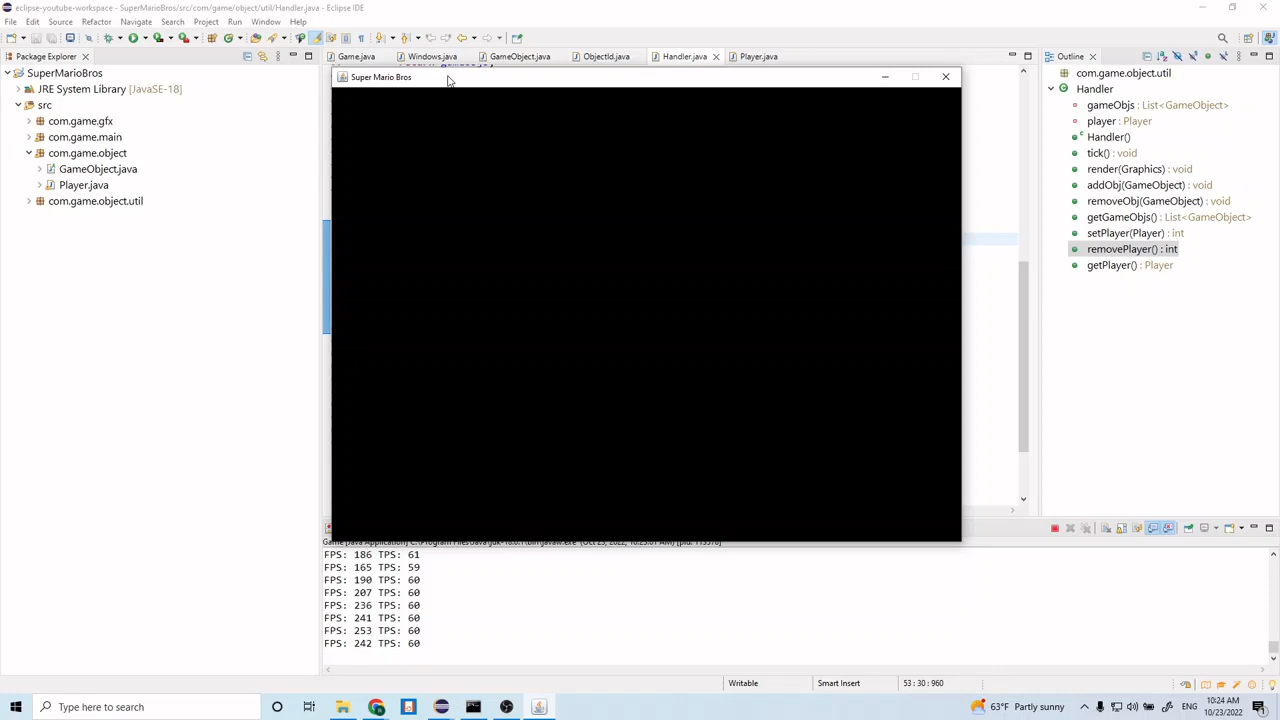 eclipse-youtube-workspace - SuperMarioBros/src/com/game/object/util/Handler.java - Eclipse IDE
File Edit Source Refactor Navigate Search Project Run Window Help
Package Explorer
Game.java Windows.java GameObject.java ObjectId.java Handler.java Player.java
Outline
SuperMarioBros
JRE System Library [JavaSE-18]
src
com.game.gfx
com.game.main
com.game.object
GameObject.java
Player.java
com.game.object.util
Super Mario Bros
com.game.object.util
Handler
gameObjs : List<GameObject>
player : Player
Handler()
tick() : void
render(Graphics) : void
addObj(GameObject) : void
removeObj(GameObject) : void
getGameObjs() : List<GameObject>
setPlayer(Player) : int
removePlayer() : int
getPlayer() : Player
FPS: 186 TPS: 61
FPS: 165 TPS: 59
FPS: 190 TPS: 60
FPS: 207 TPS: 60
FPS: 236 TPS: 60
FPS: 241 TPS: 60
FPS: 253 TPS: 60
FPS: 242 TPS: 60
Writable Smart Insert 53 : 30 : 960
Type here to search
63°F Partly sunny
ENG
10:24 AM
10/23/2022